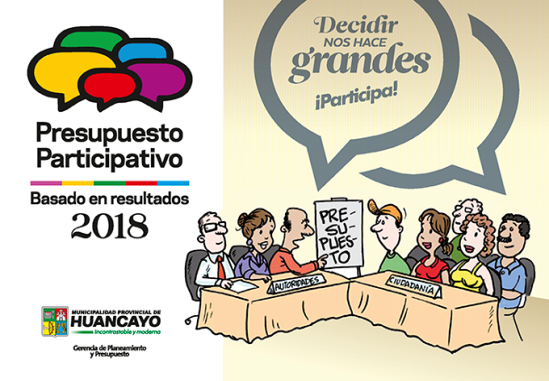 Presupuesto
Participativo
Basado en resultados
2018
MUNICIPALIDAD PROVINCIAL DE
HUANCAYO
Incontrastable y moderna
Gerencia de Planeamiento
y Presupuesto
Decidir
NOS HACE
grandes
¡Participa!
PRE-
SU-
PUES-
TO
AUTORIDADES
CIUDADANÍA